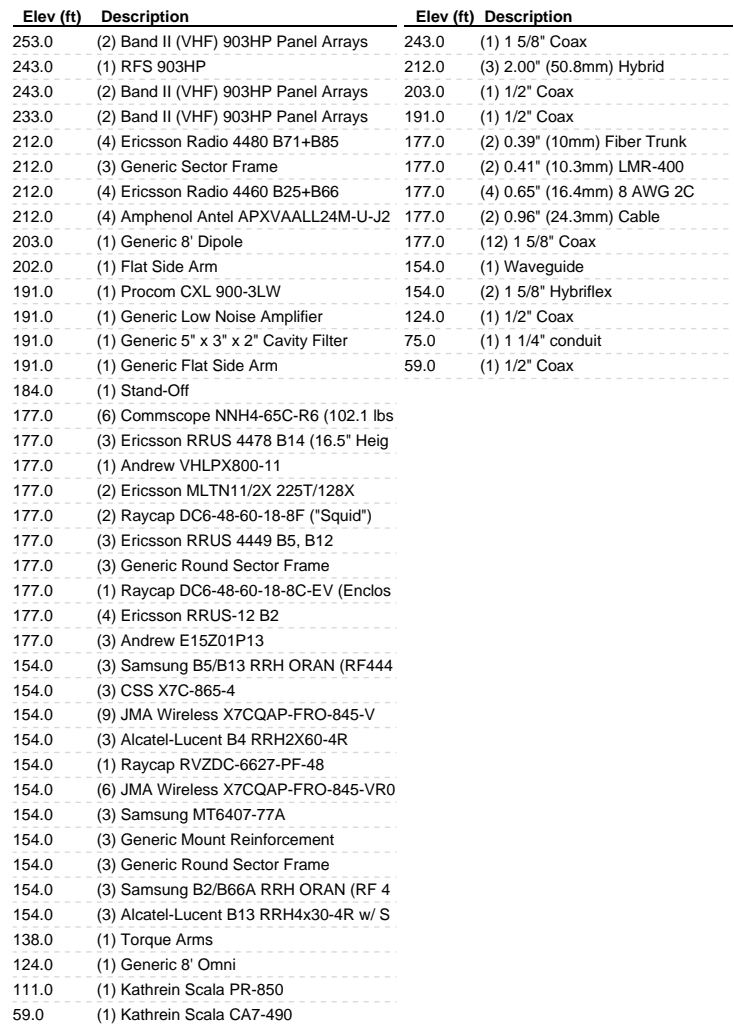 Elev (ft) Description
253.0 (2) Band II (VHF) 903HP Panel Arrays
243.0 (1) RFS 903HP
243.0 (2) Band II (VHF) 903HP Panel Arrays
233.0 (2) Band II (VHF) 903HP Panel Arrays
212.0 (4) Ericsson Radio 4480 B71+B85
212.0 (3) Generic Sector Frame
212.0 (4) Ericsson Radio 4460 B25+B66
212.0 (4) Amphenol Antel APXVAALL24M-U-J2
203.0 (1) Generic 8' Dipole
202.0 (1) Flat Side Arm
191.0 (1) Procom CXL 900-3LW
191.0 (1) Generic Low Noise Amplifier
191.0 (1) Generic 5" x 3" x 2" Cavity Filter
191.0 (1) Generic Flat Side Arm
184.0 (1) Stand-Off
177.0 (6) Commscope NNH4-65C-R6 (102.1 lbs
177.0 (3) Ericsson RRUS 4478 B14 (16.5" Heig
177.0 (1) Andrew VHLPX800-11
177.0 (2) Ericsson MLTN11/2X 225T/128X
177.0 (2) Raycap DC6-48-60-18-8F ("Squid")
177.0 (3) Ericsson RRUS 4449 B5, B12
177.0 (3) Generic Round Sector Frame
177.0 (1) Raycap DC6-48-60-18-8C-EV (Enclos
177.0 (4) Ericsson RRUS-12 B2
177.0 (3) Andrew E15Z01P13
154.0 (3) Samsung B5/B13 RRH ORAN (RF444
154.0 (3) CSS X7C-865-4
154.0 (9) JMA Wireless X7CQAP-FRO-845-V
154.0 (3) Alcatel-Lucent B4 RRH2X60-4R
154.0 (1) Raycap RVZDC-6627-PF-48
154.0 (6) JMA Wireless X7CQAP-FRO-845-VR0
154.0 (3) Samsung MT6407-77A
154.0 (3) Generic Mount Reinforcement
154.0 (3) Generic Round Sector Frame
154.0 (3) Samsung B2/B66A RRH ORAN (RF 4
154.0 (3) Alcatel-Lucent B13 RRH4x30-4R w/ S
138.0 (1) Torque Arms
124.0 (1) Generic 8' Omni
111.0 (1) Kathrein Scala PR-850
59.0 (1) Kathrein Scala CA7-490
Elev (ft) Description
243.0 (1) 1 5/8" Coax
212.0 (3) 2.00" (50.8mm) Hybrid
203.0 (1) 1/2" Coax
191.0 (1) 1/2" Coax
177.0 (2) 0.39" (10mm) Fiber Trunk
177.0 (2) 0.41" (10.3mm) LMR-400
177.0 (4) 0.65" (16.4mm) 8 AWG 2C
177.0 (2) 0.96" (24.3mm) Cable
177.0 (12) 1 5/8" Coax
154.0 (1) Waveguide
154.0 (2) 1 5/8" Hybriflex
124.0 (1) 1/2" Coax
75.0 (1) 1 1/4" conduit
59.0 (1) 1/2" Coax